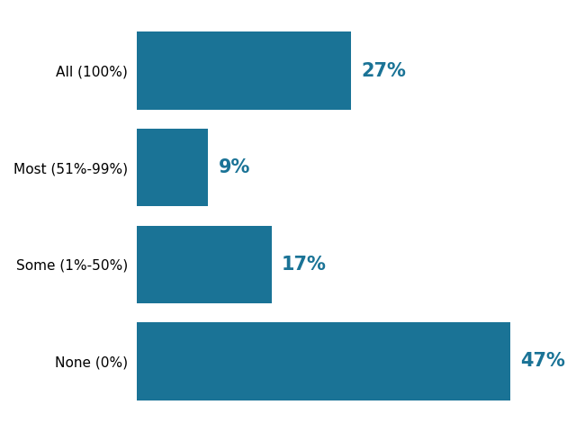 All (100%) 27%
Most (51%-99%) 9%
Some (1%-50%) 17%
None (0%) 47%